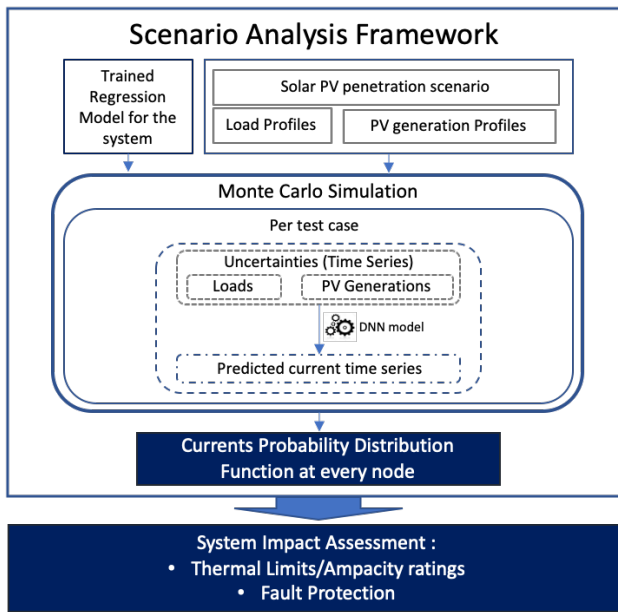 Scenario Analysis Framework
Trained
Regression
Model for the
system
Solar PV penetration scenario
Load Profiles
PV generation Profiles
Monte Carlo Simulation
Per test case
Uncertainties (Time Series)
Loads
PV Generations
DNN model
Predicted current time series
Currents Probability Distribution
Function at every node
System Impact Assessment :
• Thermal Limits/Ampacity ratings
• Fault Protection